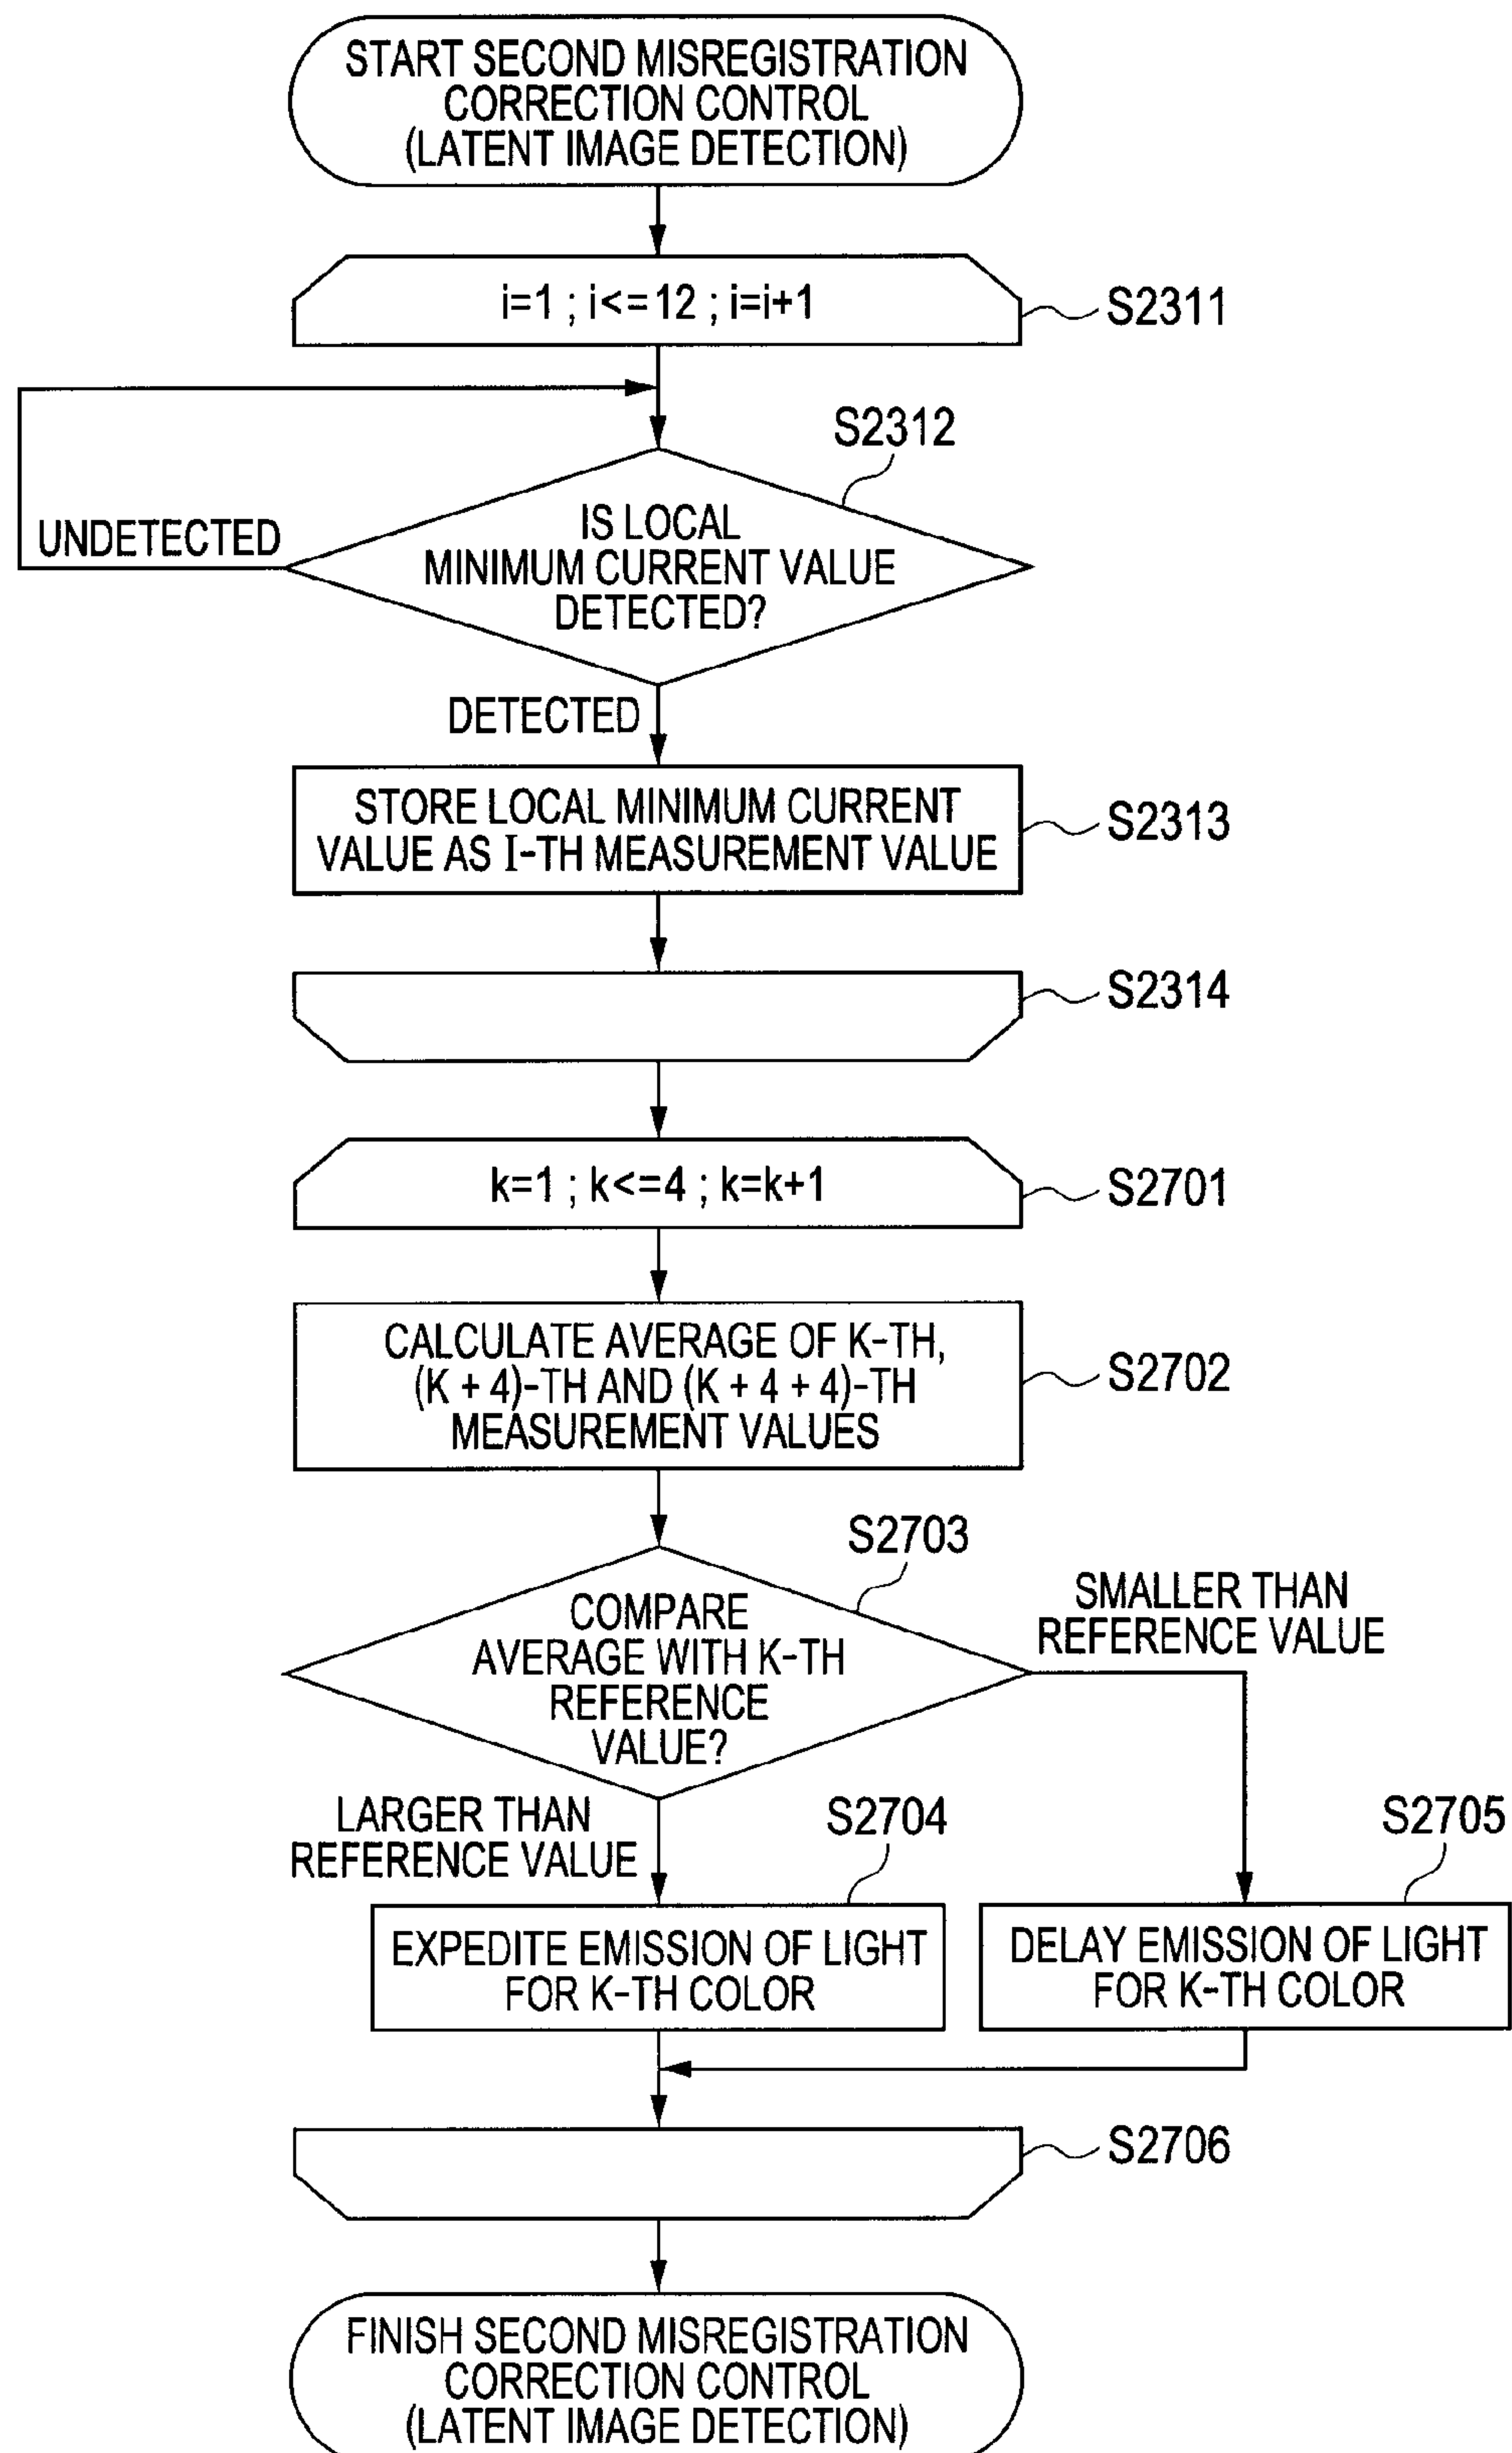 START SECOND MISREGISTRATION
CORRECTION CONTROL
(LATENT IMAGE DETECTION)
i=1 ; i<=12 ; i=i+1
S2311
S2312
IS LOCAL
MINIMUM CURRENT VALUE
DETECTED?
UNDETECTED
DETECTED
STORE LOCAL MINIMUM CURRENT
VALUE AS I-TH MEASUREMENT VALUE
S2313
S2314
k=1 ; k<=4 ; k=k+1
S2701
CALCULATE AVERAGE OF K-TH,
(K + 4)-TH AND (K + 4 + 4)-TH
MEASUREMENT VALUES
S2702
S2703
COMPARE
AVERAGE WITH K-TH
REFERENCE
VALUE?
SMALLER THAN
REFERENCE VALUE
LARGER THAN
REFERENCE VALUE
S2704
S2705
EXPEDITE EMISSION OF LIGHT
FOR K-TH COLOR
DELAY EMISSION OF LIGHT
FOR K-TH COLOR
S2706
FINISH SECOND MISREGISTRATION
CORRECTION CONTROL
(LATENT IMAGE DETECTION)